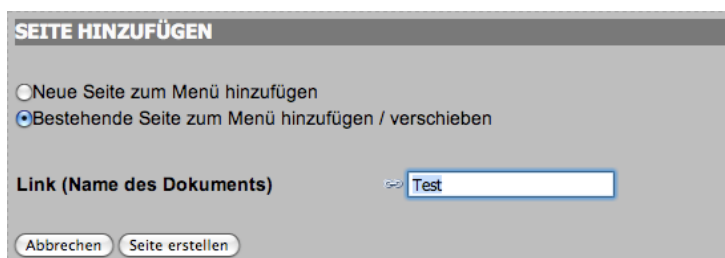 SEITE HINZUFÜGEN
Neue Seite zum Menü hinzufügen
Bestehende Seite zum Menü hinzufügen / verschieben
Link (Name des Dokuments) Test
Abbrechen Seite erstellen